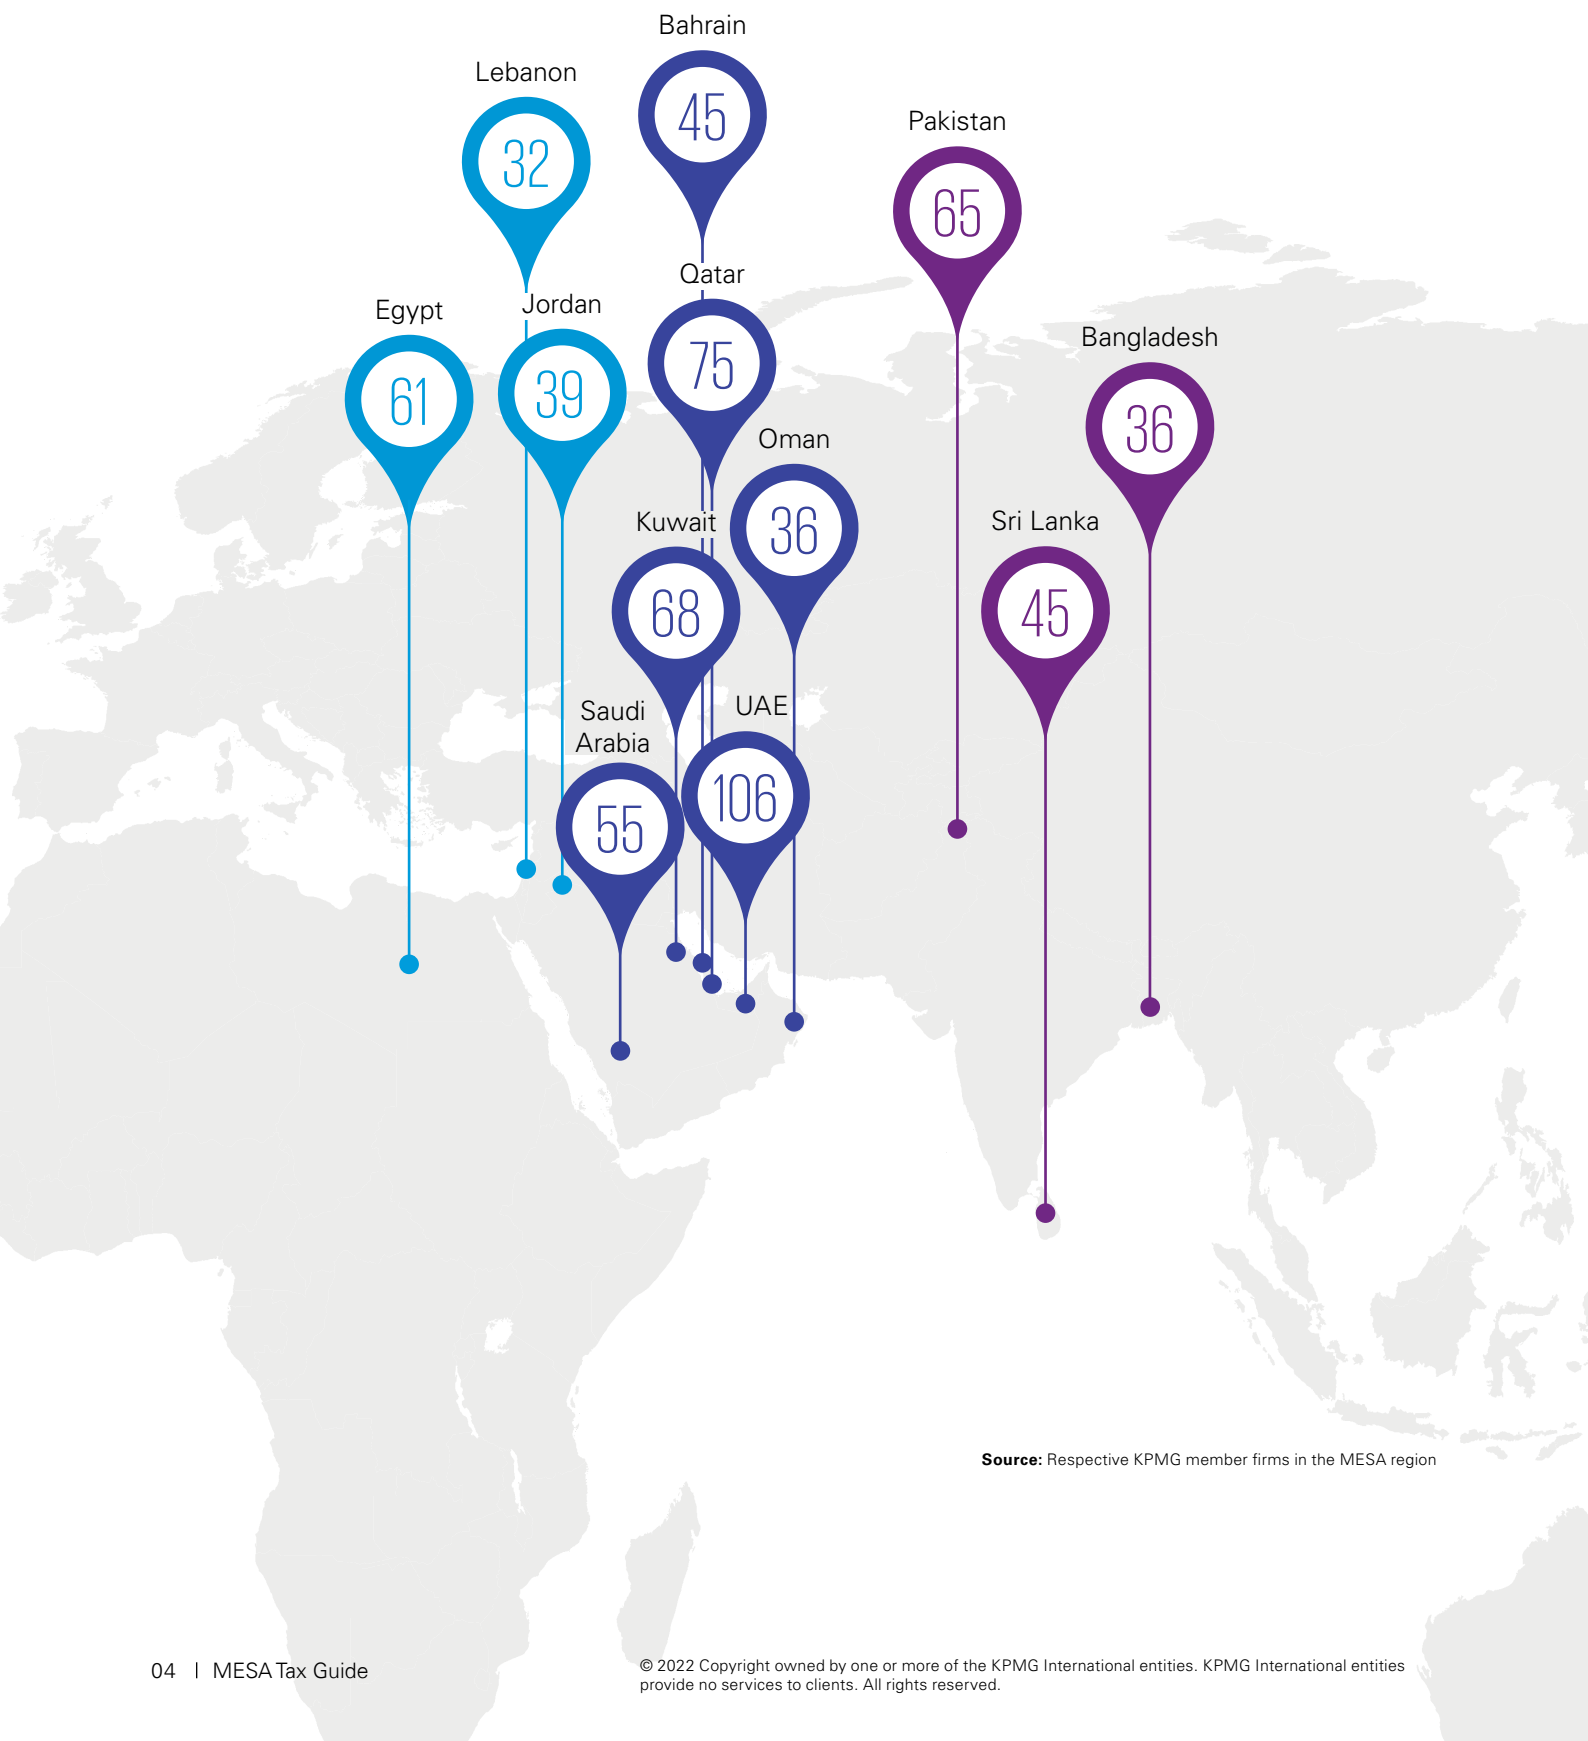 Bahrain
45
Lebanon
32
Pakistan
65
Qatar
75
Jordan
39
Egypt
61
Bangladesh
36
Oman
36
Kuwait
68
Sri Lanka
45
UAE
106
Saudi
Arabia
55
Source: Respective KPMG member firms in the MESA region
04 | MESA Tax Guide
© 2022 Copyright owned by one or more of the KPMG International entities. KPMG International entities
provide no services to clients. All rights reserved.